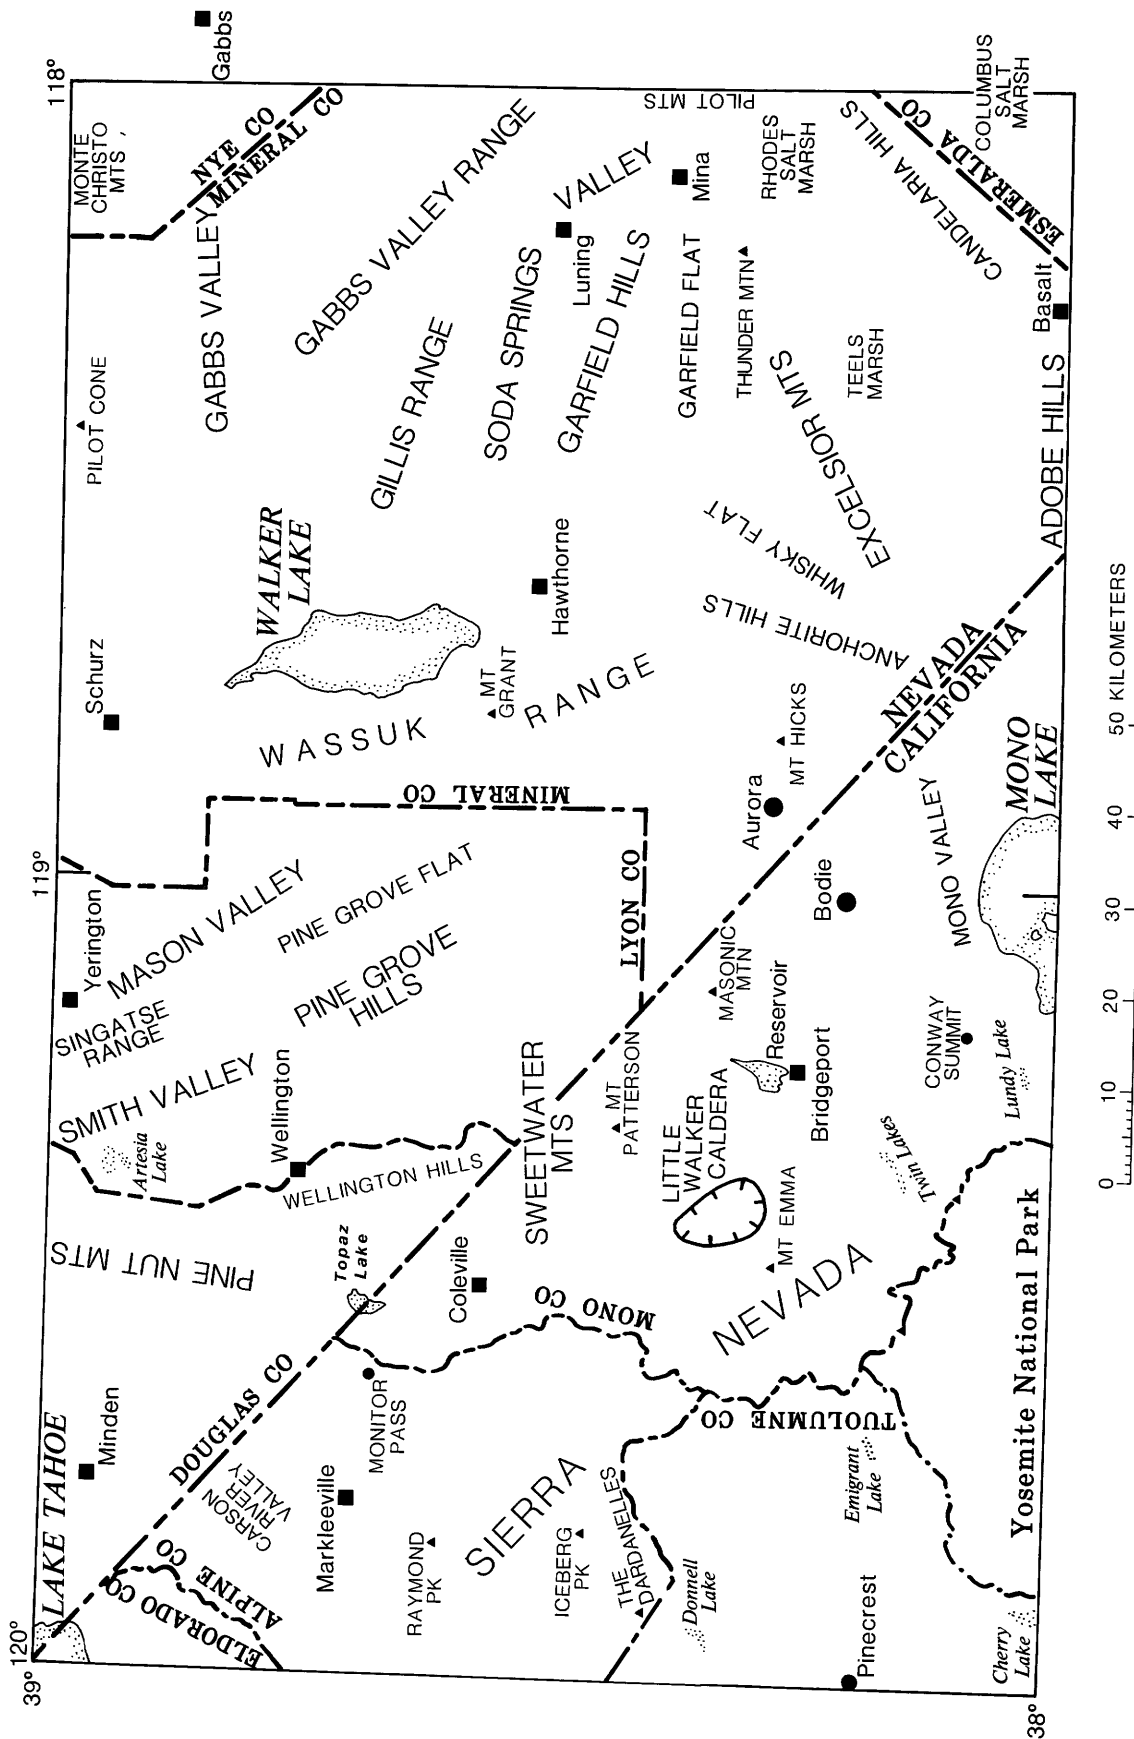 120°
39°
LAKE TAHOE
Minden
PINE NUT MTS
SMITH VALLEY
Artesia
Lake
SINGATSE
RANGE
Yerington
119°
MASON VALLEY
Schurz
PILOT CONE
MONTE
CHRISTO
MTS
118°
Gabbs
NYE CO
MINERAL CO
GABBS VALLEY
GABBS VALLEY RANGE
WALKER
LAKE
GILLIS RANGE
WASSUK
RANGE
MT
GRANT
Hawthorne
SODA SPRINGS
VALLEY
Luning
GARFIELD HILLS
Mina
PILOT MTS
GARFIELD FLAT
THUNDER MTN
RHODES
SALT
MARSH
EXCELSIOR MTS
TEELS
MARSH
CANDELARIA HILLS
ESMERALDA CO
COLUMBUS
SALT
MARSH
Basalt
ADOBE HILLS
WHISKY FLAT
ANCHORITE HILLS
MT HICKS
Aurora
NEVADA
CALIFORNIA
MINERAL CO
LYON CO
PINE GROVE FLAT
PINE GROVE
HILLS
Wellington
WELLINGTON HILLS
Topaz
Lake
DOUGLAS CO
CARSON
RIVER
VALLEY
ALPINE CO
ELDORADO CO
Markleeville
MONITOR
PASS
Coleville
SWEETWATER
MTS
MT
PATTERSON
MASONIC
MTN
Bodie
Reservoir
Bridgeport
LITTLE
WALKER
CALDERA
MT EMMA
MONO CO
RAYMOND
PK
SIERRA
NEVADA
ICEBERG
PK
THE
DARDANELLES
Donnell
Lake
TUOLUMNE CO
Emigrant
Lake
Pinecrest
Cherry
Lake
Yosemite National Park
Twin Lakes
CONWAY
SUMMIT
Lundy Lake
MONO VALLEY
MONO
LAKE
38°
0
10
20
30
40
50 KILOMETERS